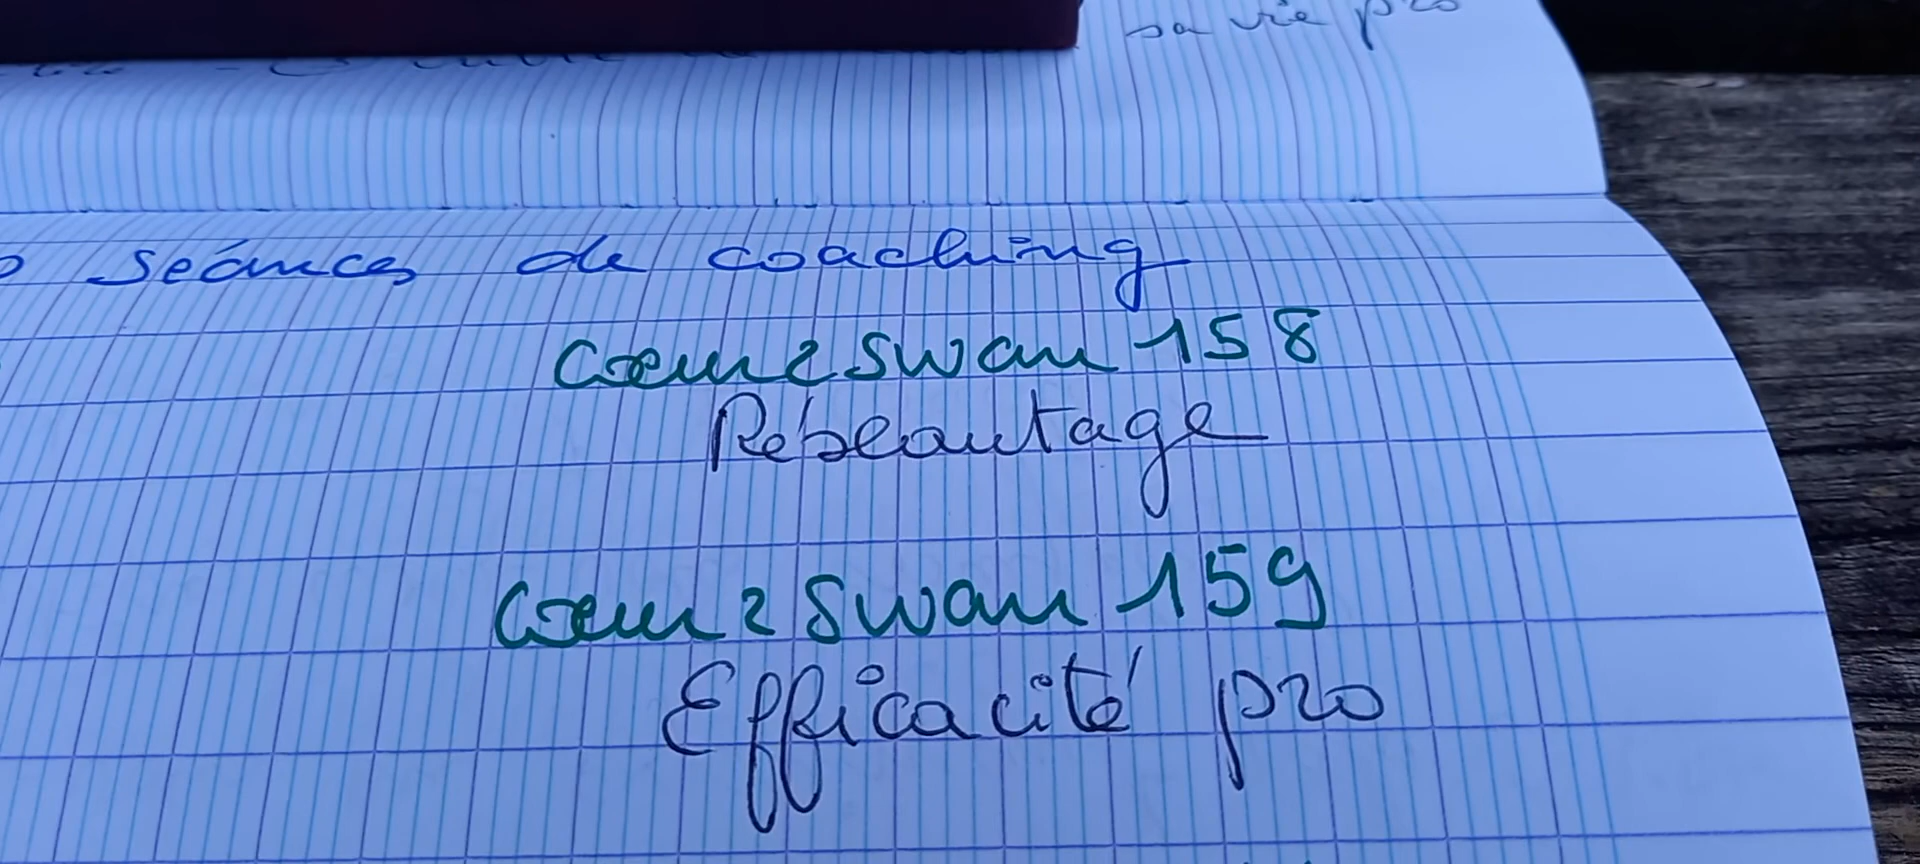 sa vie pro
séances de coaching
Coeur2Swan 158
Réseautage
Coeur2Swan 159
Efficacité pro